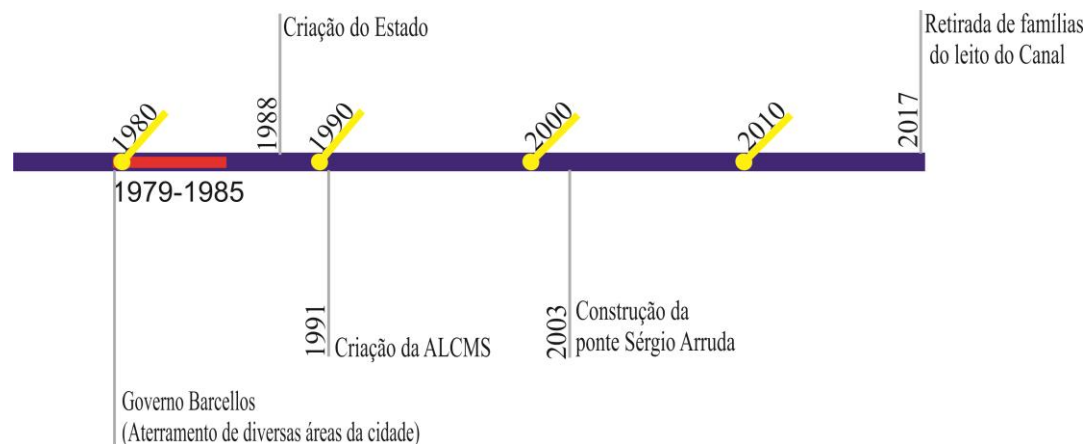 Criação do Estado
Retirada de famílias
do leito do Canal
1980
1988
1990
2000
2010
2017
1979-1985
1991
Criação da ALCMS
2003
Construção da
ponte Sérgio Arruda
Governo Barcellos
(Aterramento de diversas áreas da cidade)